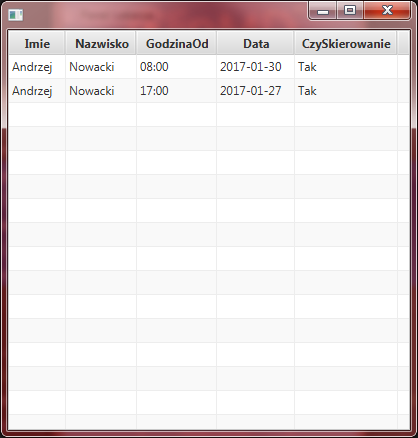 Imie Nazwisko GodzinaOd Data CzySkierowanie
Andrzej Nowacki 08:00 2017-01-30 Tak
Andrzej Nowacki 17:00 2017-01-27 Tak